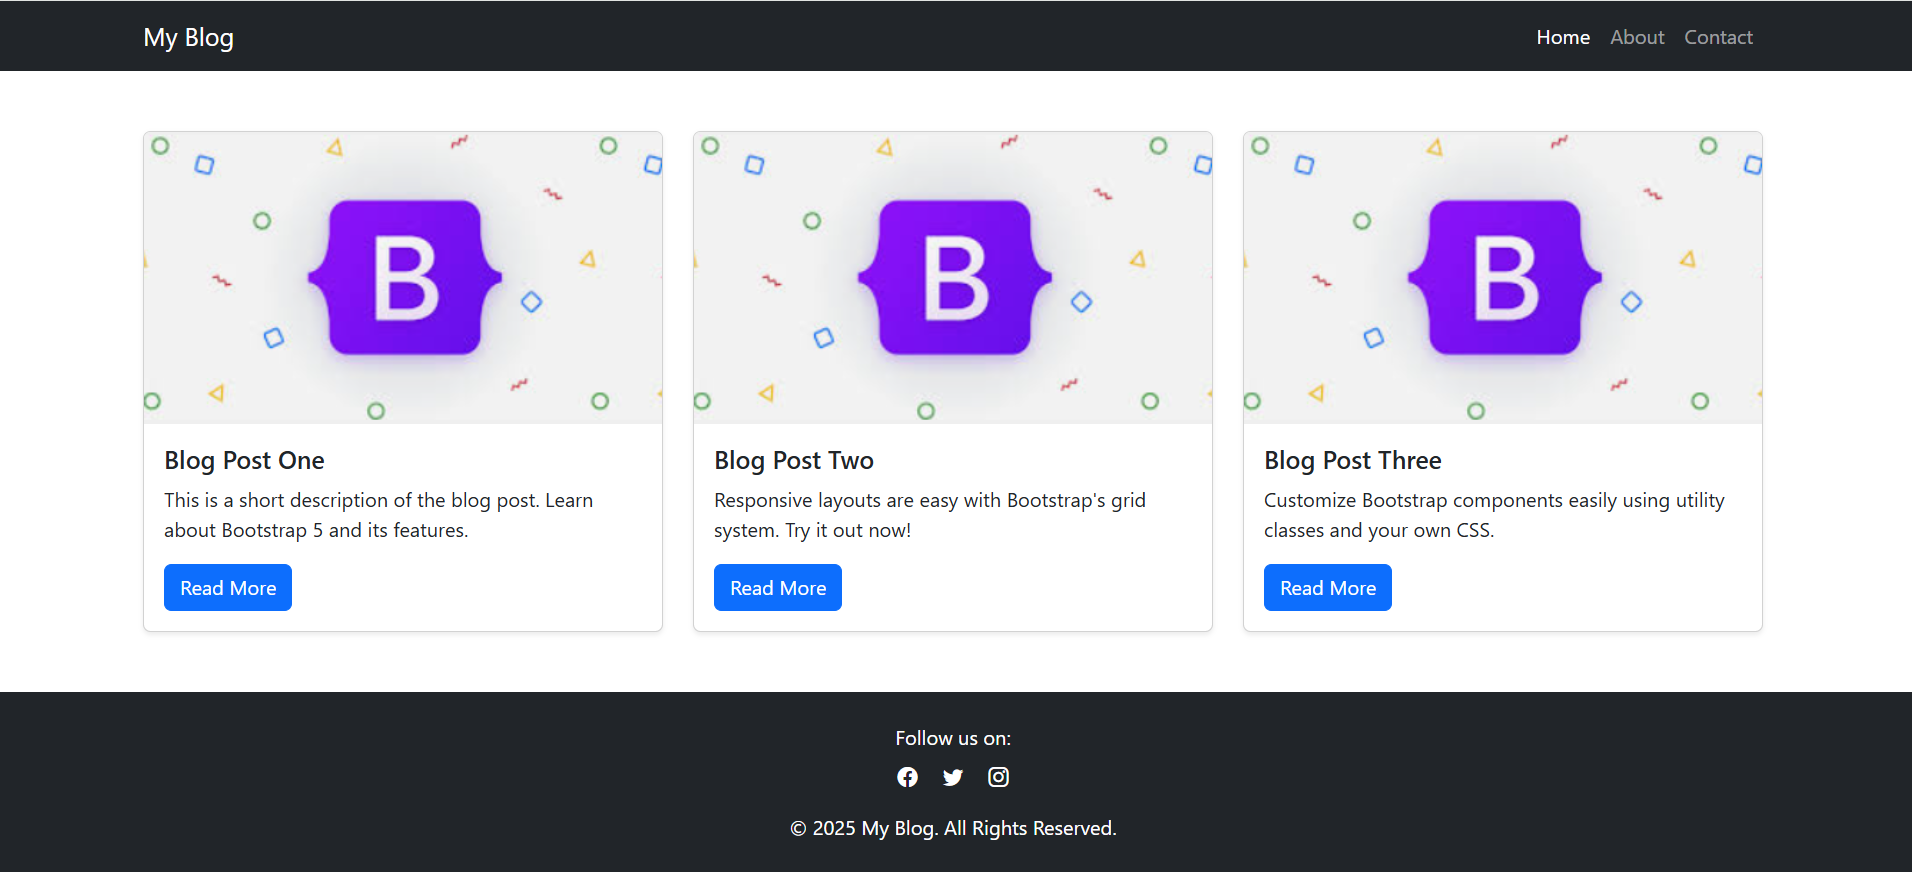 My Blog
Home About Contact
B
B
B
Blog Post One
This is a short description of the blog post. Learn
about Bootstrap 5 and its features.
Read More
Blog Post Two
Responsive layouts are easy with Bootstrap's grid
system. Try it out now!
Read More
Blog Post Three
Customize Bootstrap components easily using utility
classes and your own CSS.
Read More
Follow us on:
© 2025 My Blog. All Rights Reserved.